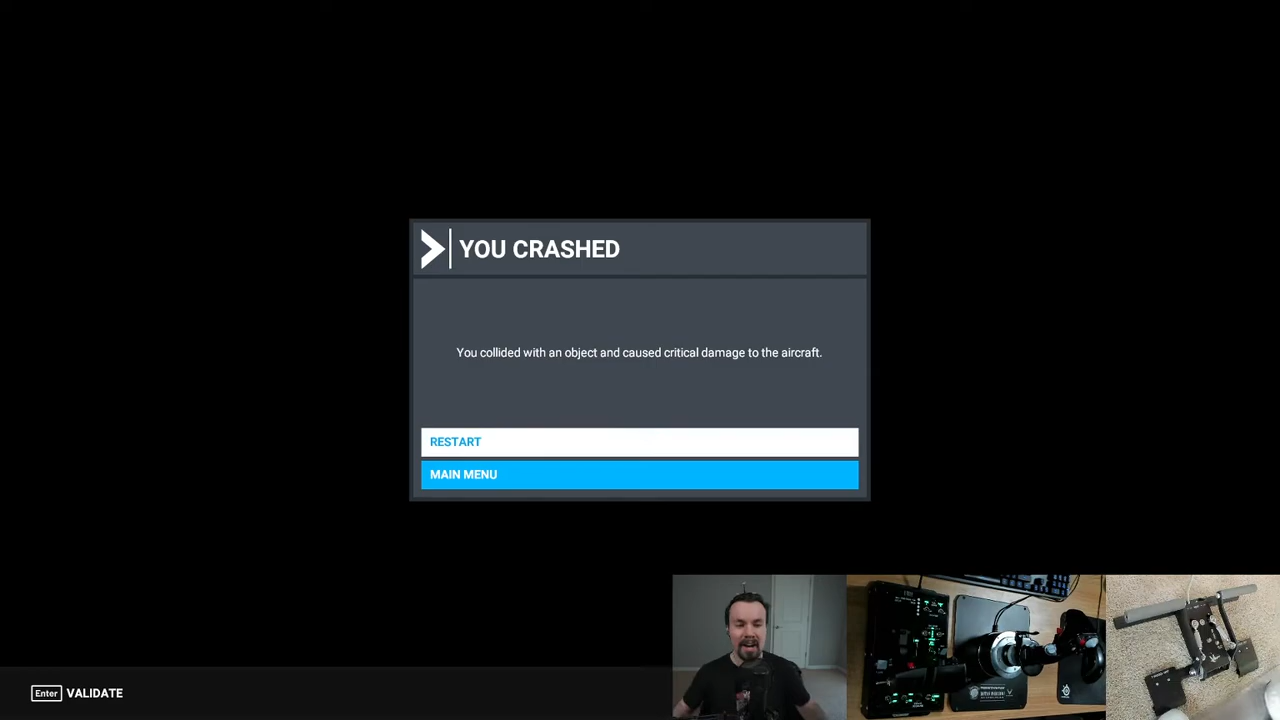 YOU CRASHED
You collided with an object and caused critical damage to the aircraft.
RESTART
MAIN MENU
Enter VALIDATE